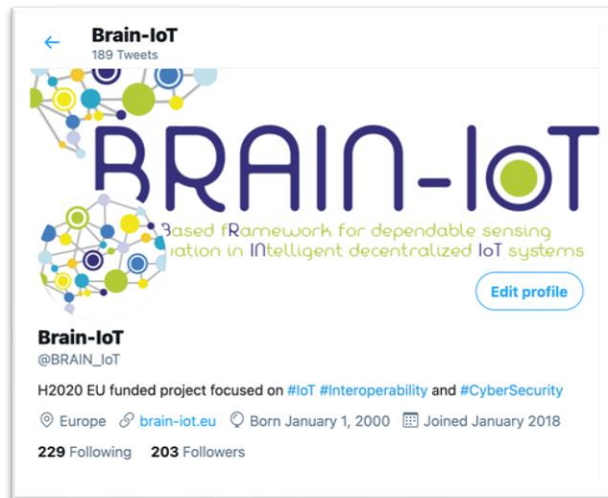 Brain-IoT
189 Tweets
BRAIN-IoT
Based fRamework for dependable sensing
in INtelligent decentralized IoT systems
Edit profile
Brain-IoT
@BRAIN_IoT
H2020 EU funded project focused on #IoT #Interoperability and #CyberSecurity
Europe brain-iot.eu Born January 1, 2000 Joined January 2018
229 Following 203 Followers